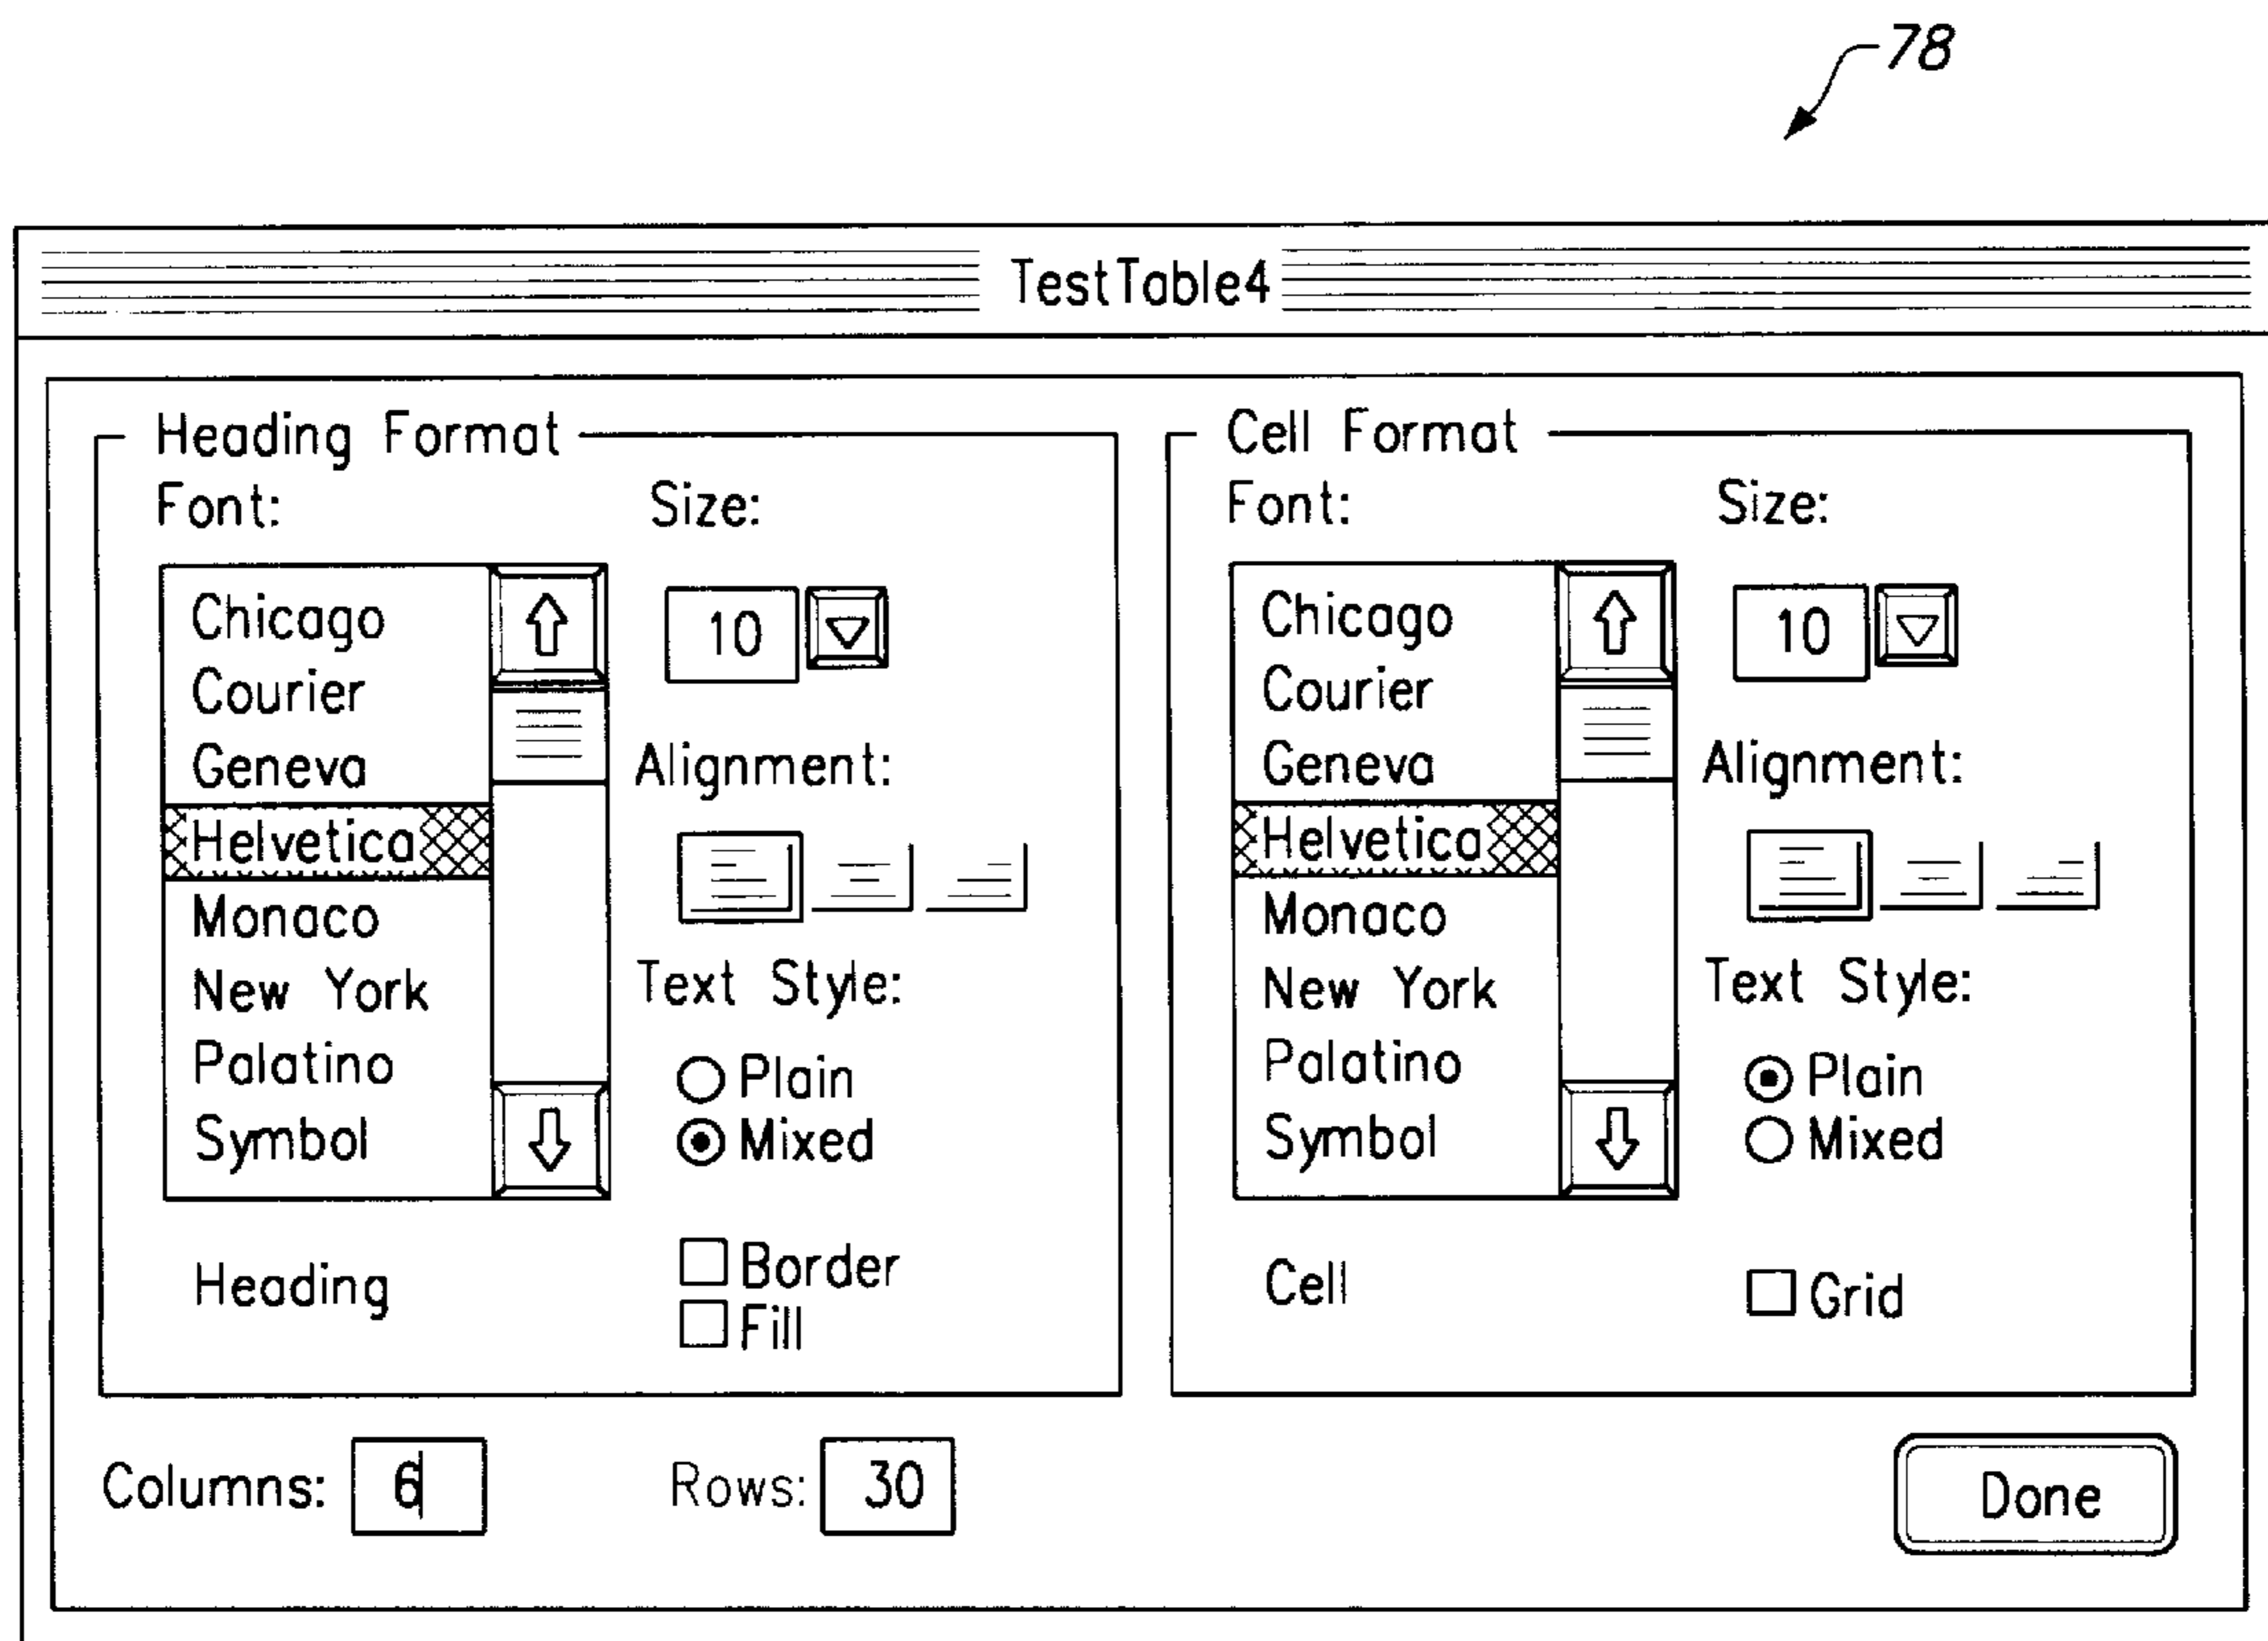 78
TestTable4
Heading Format
Font:
Size:
Chicago
Courier
Geneva
Helvetica
Monaco
New York
Palatino
Symbol
10
Alignment:
Text Style:
Plain
Mixed
Heading
Border
Fill
Cell Format
Font:
Size:
Chicago
Courier
Geneva
Helvetica
Monaco
New York
Palatino
Symbol
10
Alignment:
Text Style:
Plain
Mixed
Cell
Grid
Columns: 6
Rows: 30
Done